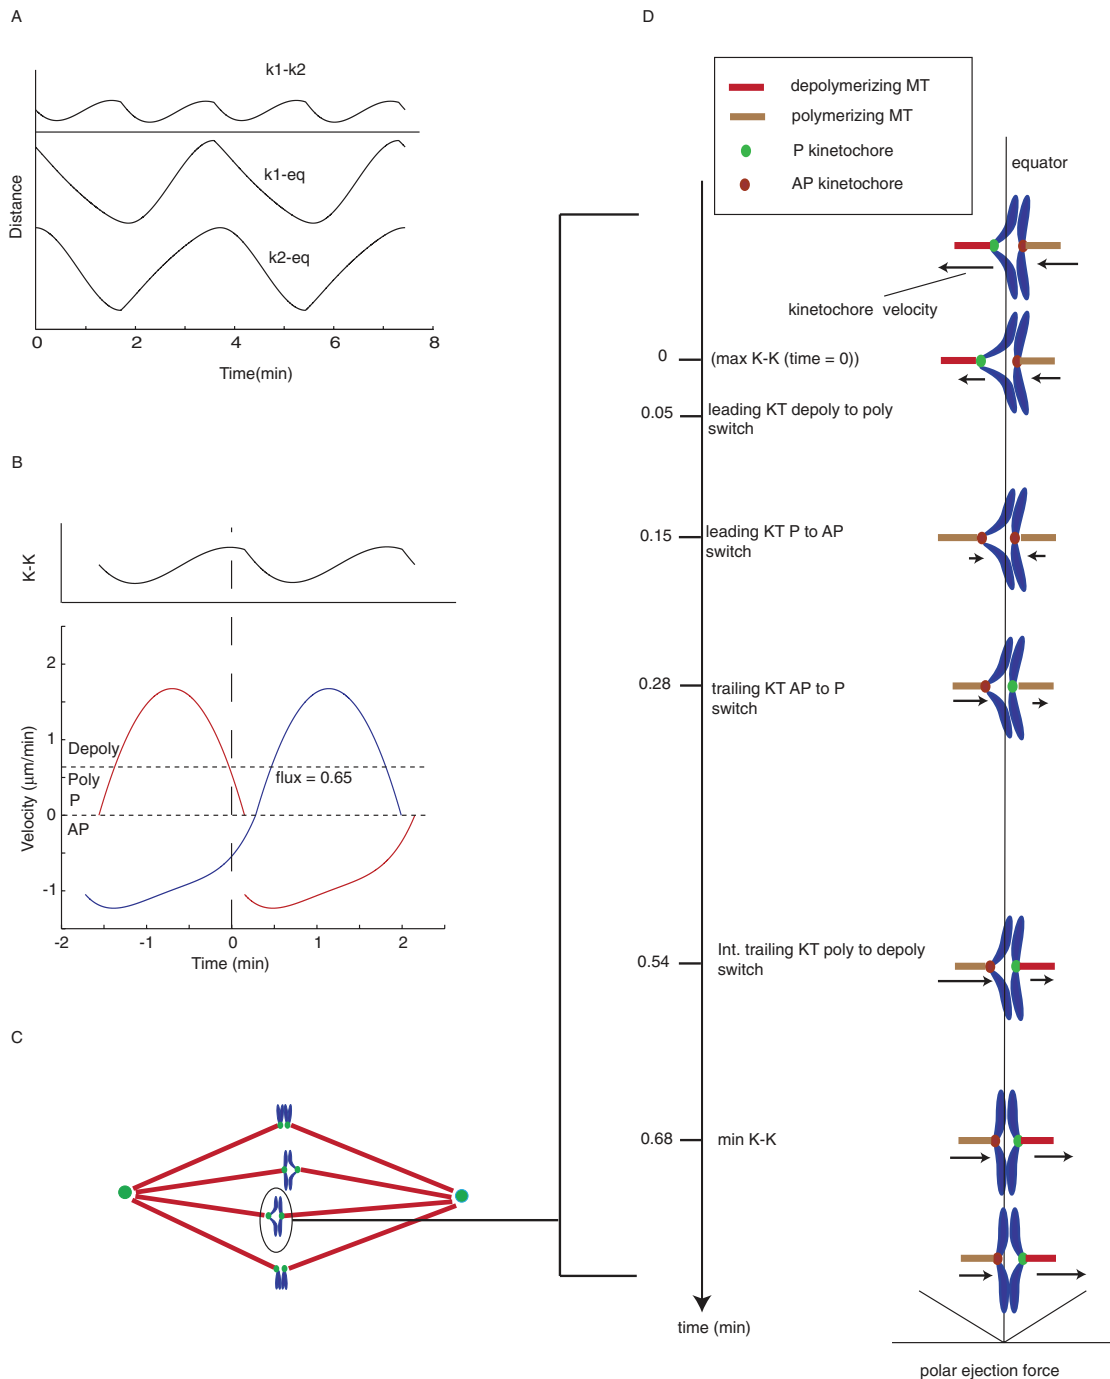 A
k1-k2
k1-eq
k2-eq
Distance
0
2
4
6
8
Time(min)
B
K-K
2
1
0
-1
Velocity (μm/min)
Depoly
Poly
P
AP
flux = 0.65
-2
-1
0
1
2
Time (min)
C
D
depolymerizing MT
polymerizing MT
P kinetochore
AP kinetochore
equator
kinetochore velocity
0
(max K-K (time = 0))
0.05
leading KT depoly to poly
switch
0.15
leading KT P to AP
switch
0.28
trailing KT AP to P
switch
0.54
Int. trailing KT poly to depoly
switch
0.68
min K-K
time (min)
polar ejection force